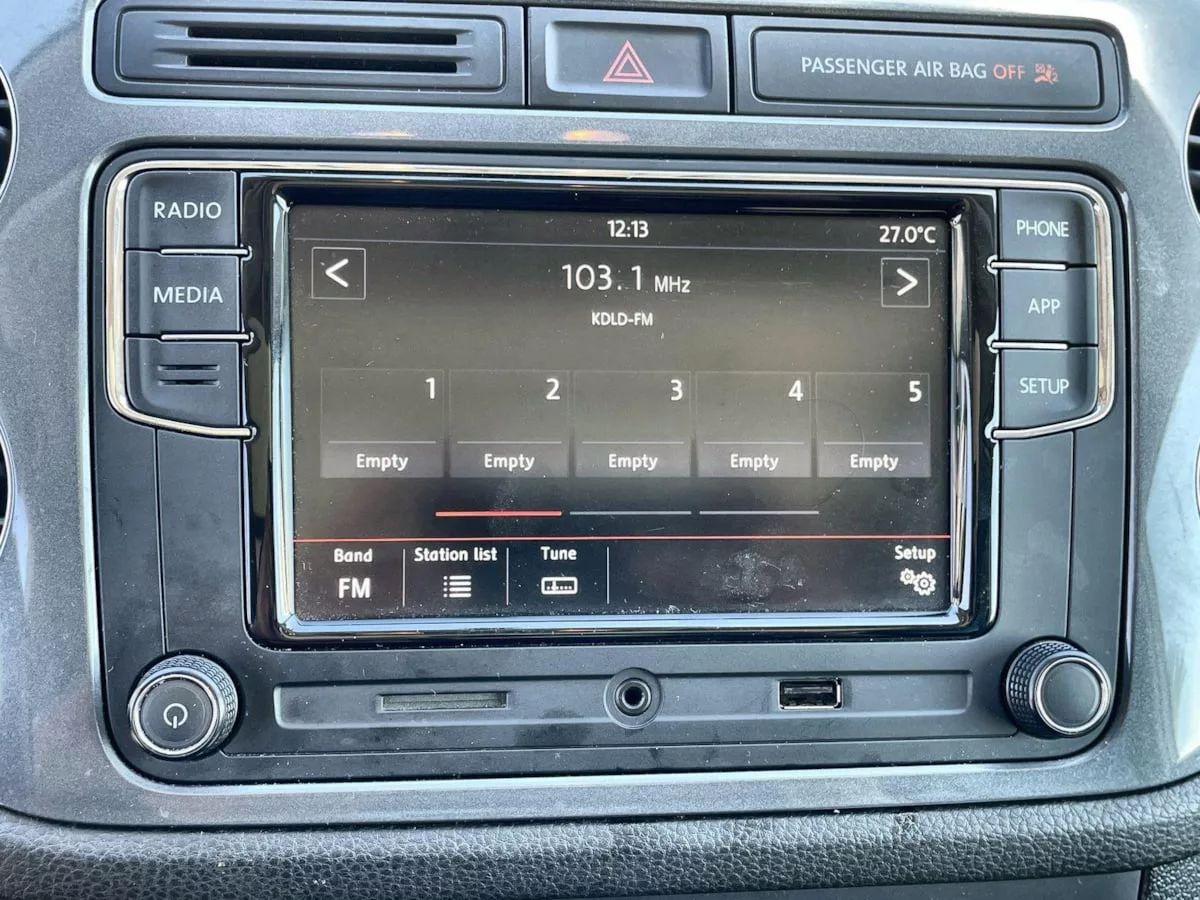 PASSENGER AIR BAG OFF
RADIO
MEDIA
PHONE
APP
SETUP
12:13
27.0°C
<
103.1 MHz
>
KDLD-FM
1
2
3
4
5
Empty
Empty
Empty
Empty
Empty
Band
FM
Station list
Tune
Setup